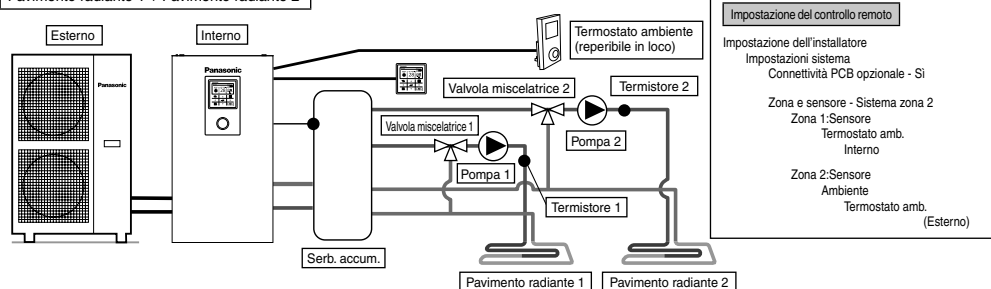 Pavimento radiante 1 + Pavimento radiante 2
Esterno
Interno
Termostato ambiente
(reperibile in loco)
Panasonic
Panasonic
Valvola miscelatrice 2
Termistore 2
Valvola miscelatrice 1
Pompa 2
Pompa 1
Termistore 1
Serb. accum.
Pavimento radiante 1
Pavimento radiante 2
Impostazione del controllo remoto
Impostazione dell'installatore
Impostazioni sistema
Connettività PCB opzionale - Sì
Zona e sensore - Sistema zona 2
Zona 1:Sensore
Termostato amb.
Interno
Zona 2:Sensore
Ambiente
Termostato amb.
(Esterno)